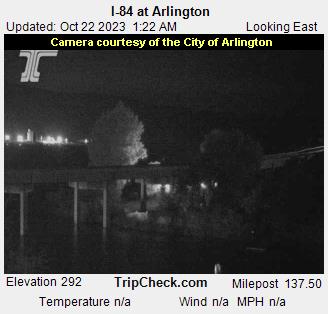 I-84 at Arlington
Updated: Oct 22 2023 1:22 AM Looking East
Camera courtesy of the City of Arlington
Elevation 292 TripCheck.com Milepost 137.50
Temperature n/a Wind n/a MPH n/a